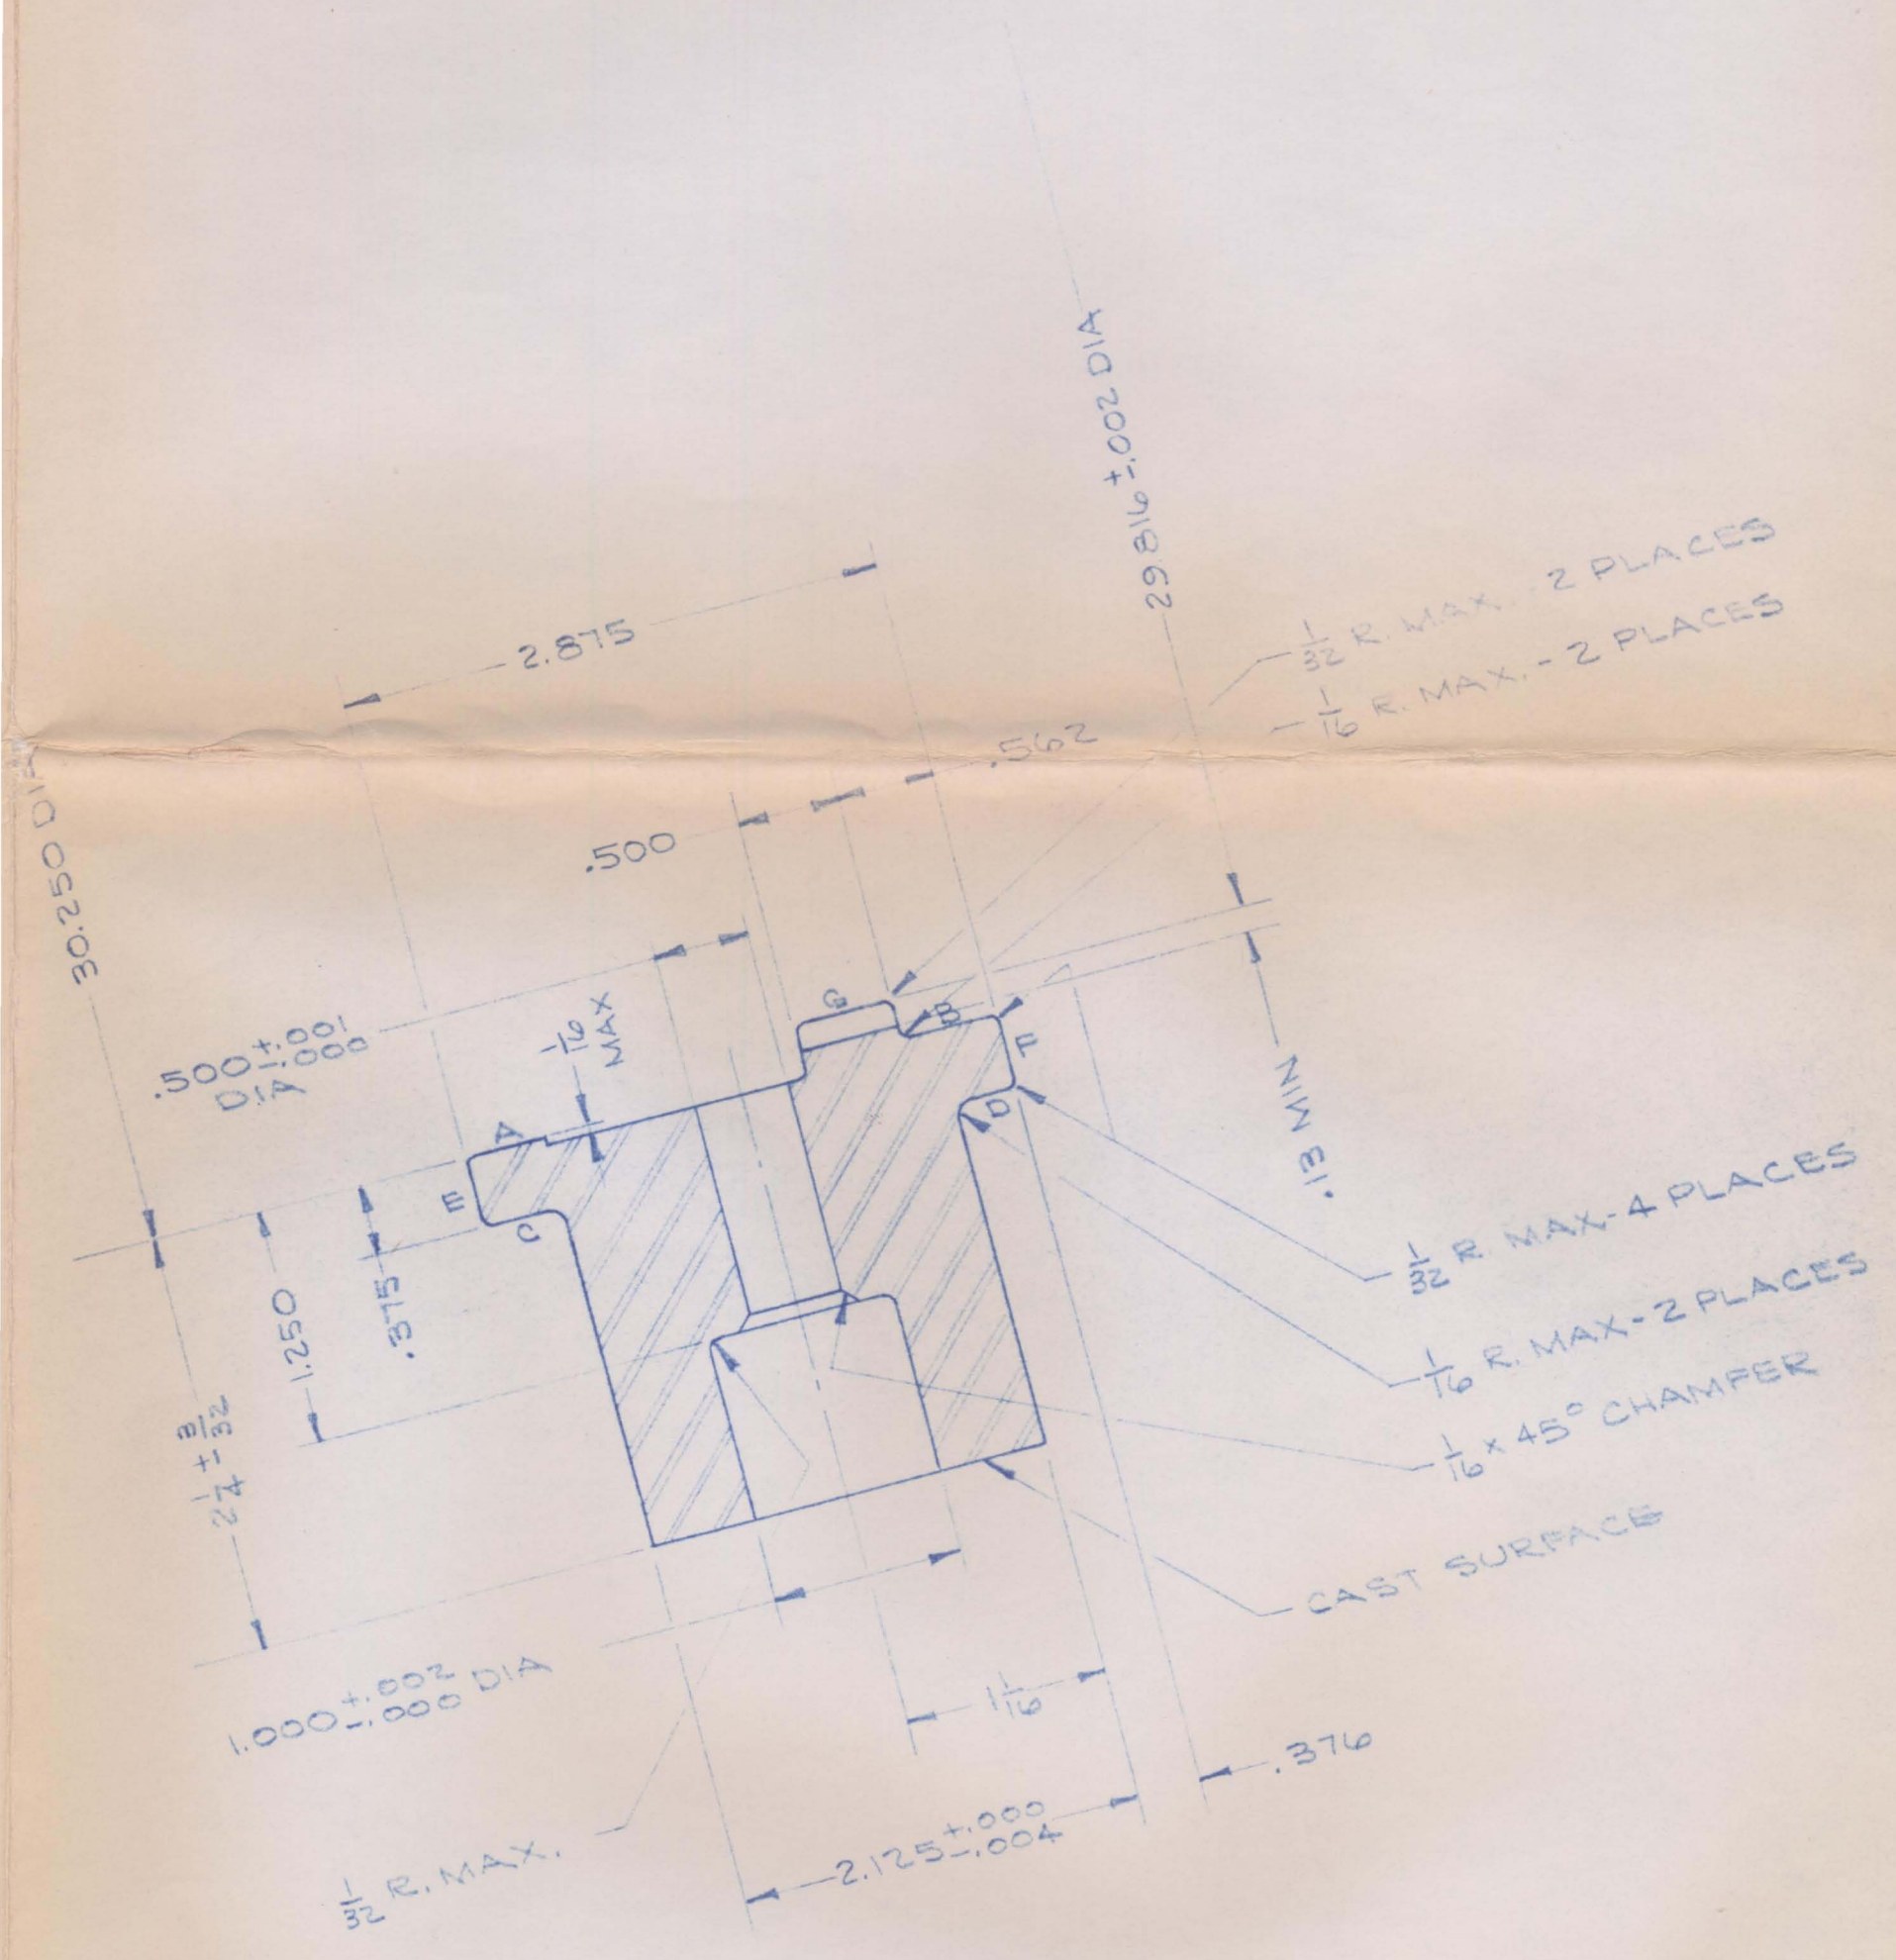 29.816 ±.002 DIA
2.875
1/32 R. MAX. - 2 PLACES
1/16 R. MAX. - 2 PLACES
.562
.500
30.250 DIA
.500 +.001 -.000
DIA
1/16
MAX
G
B
F
A
D
E
C
.13 MIN
1/32 R. MAX-4 PLACES
1/16 R. MAX-2 PLACES
1/16 x 45° CHAMFER
CAST SURFACE
.375
1.250
2 1/4 ± 3/32
1.000 +.002 -.000 DIA
1 1/16
.376
2.125 +.000 -.004
1/32 R. MAX.